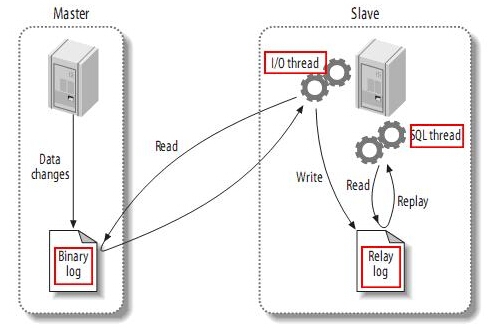 Master
Slave
I/O thread
SQL thread
Data
changes
Read
Write
Read
Replay
Binary
log
Relay
log